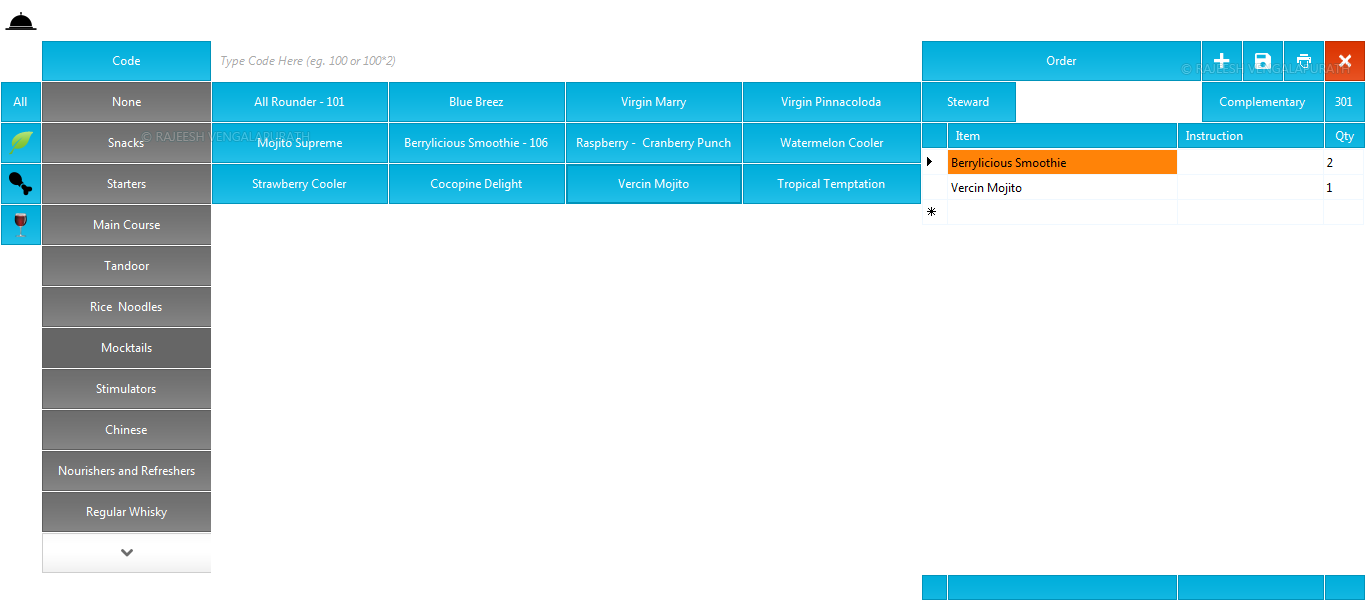 Code
Type Code Here (eg. 100 or 100*2)
Order
© RAJEESH VENGALAPURATH
All
None
All Rounder - 101
Blue Breez
Virgin Marry
Virgin Pinnacoloda
Steward
Complementary
301
Snacks
© RAJEESH VENGALAPURATH
Mojito Supreme
Berrylicious Smoothie - 106
Raspberry -  Cranberry Punch
Watermelon Cooler
Item
Instruction
Qty
Berrylicious Smoothie
2
Starters
Strawberry Cooler
Cocopine Delight
Vercin Mojito
Tropical Temptation
Vercin Mojito
1
Main Course
Tandoor
Rice  Noodles
Mocktails
Stimulators
Chinese
Nourishers and Refreshers
Regular Whisky